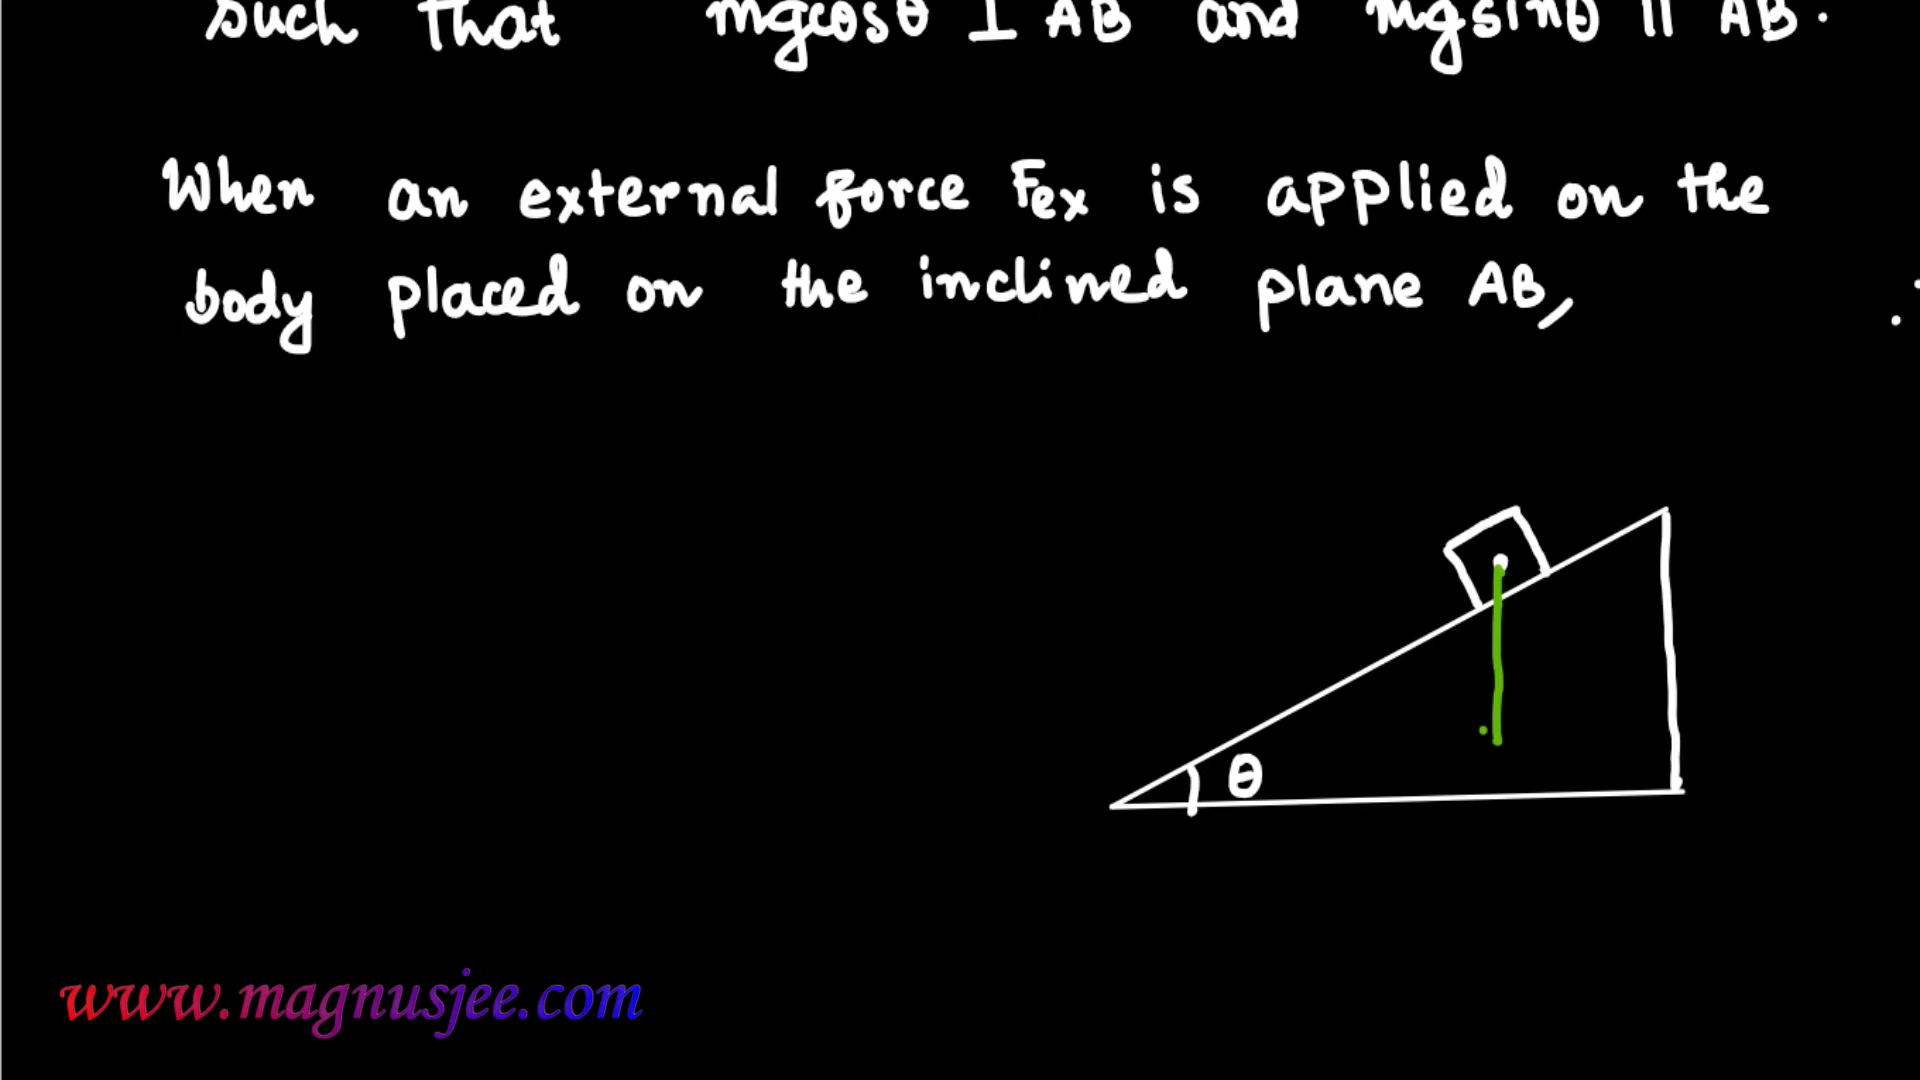 such that mgcosθ ⊥ AB and mgsinθ || AB.
When an external force Fex is applied on the
body placed on the inclined plane AB,
θ
www.magnusjee.com